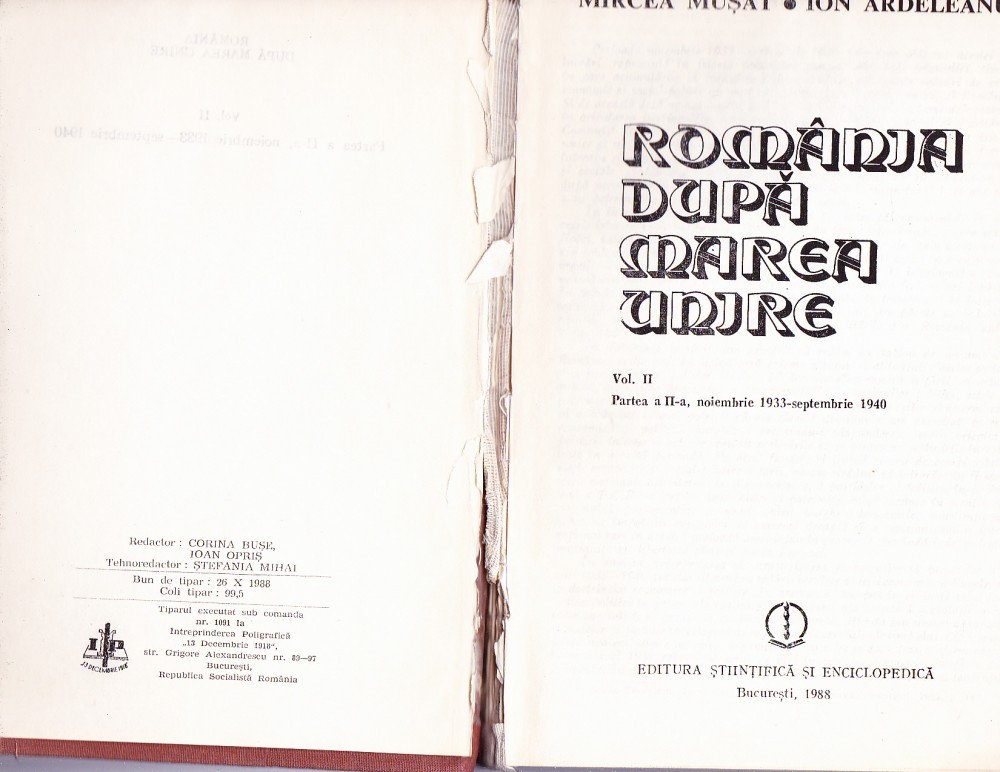 Redactor : CORINA BUȘE,
IOAN OPRIȘ
Tehnoredactor : ȘTEFANIA MIHAI
Bun de tipar : 26 X 1988
Coli tipar : 99,5
Tiparul executat sub comanda
nr. 1091 la
Intreprinderea Poligrafică
„13 Decembrie 1918",
str. Grigore Alexandrescu nr. 89—97
București,
Republica Socialistă România
I P
13 DECEMBRIE 1918
MIRCEA MUȘAT • ION ARDELEANU
ROMÂNIA
DUPĂ
MAREA
UNIRE
Vol. II
Partea a II-a, noiembrie 1933-septembrie 1940
EDITURA ȘTIINȚIFICĂ ȘI ENCICLOPEDICĂ
București, 1988